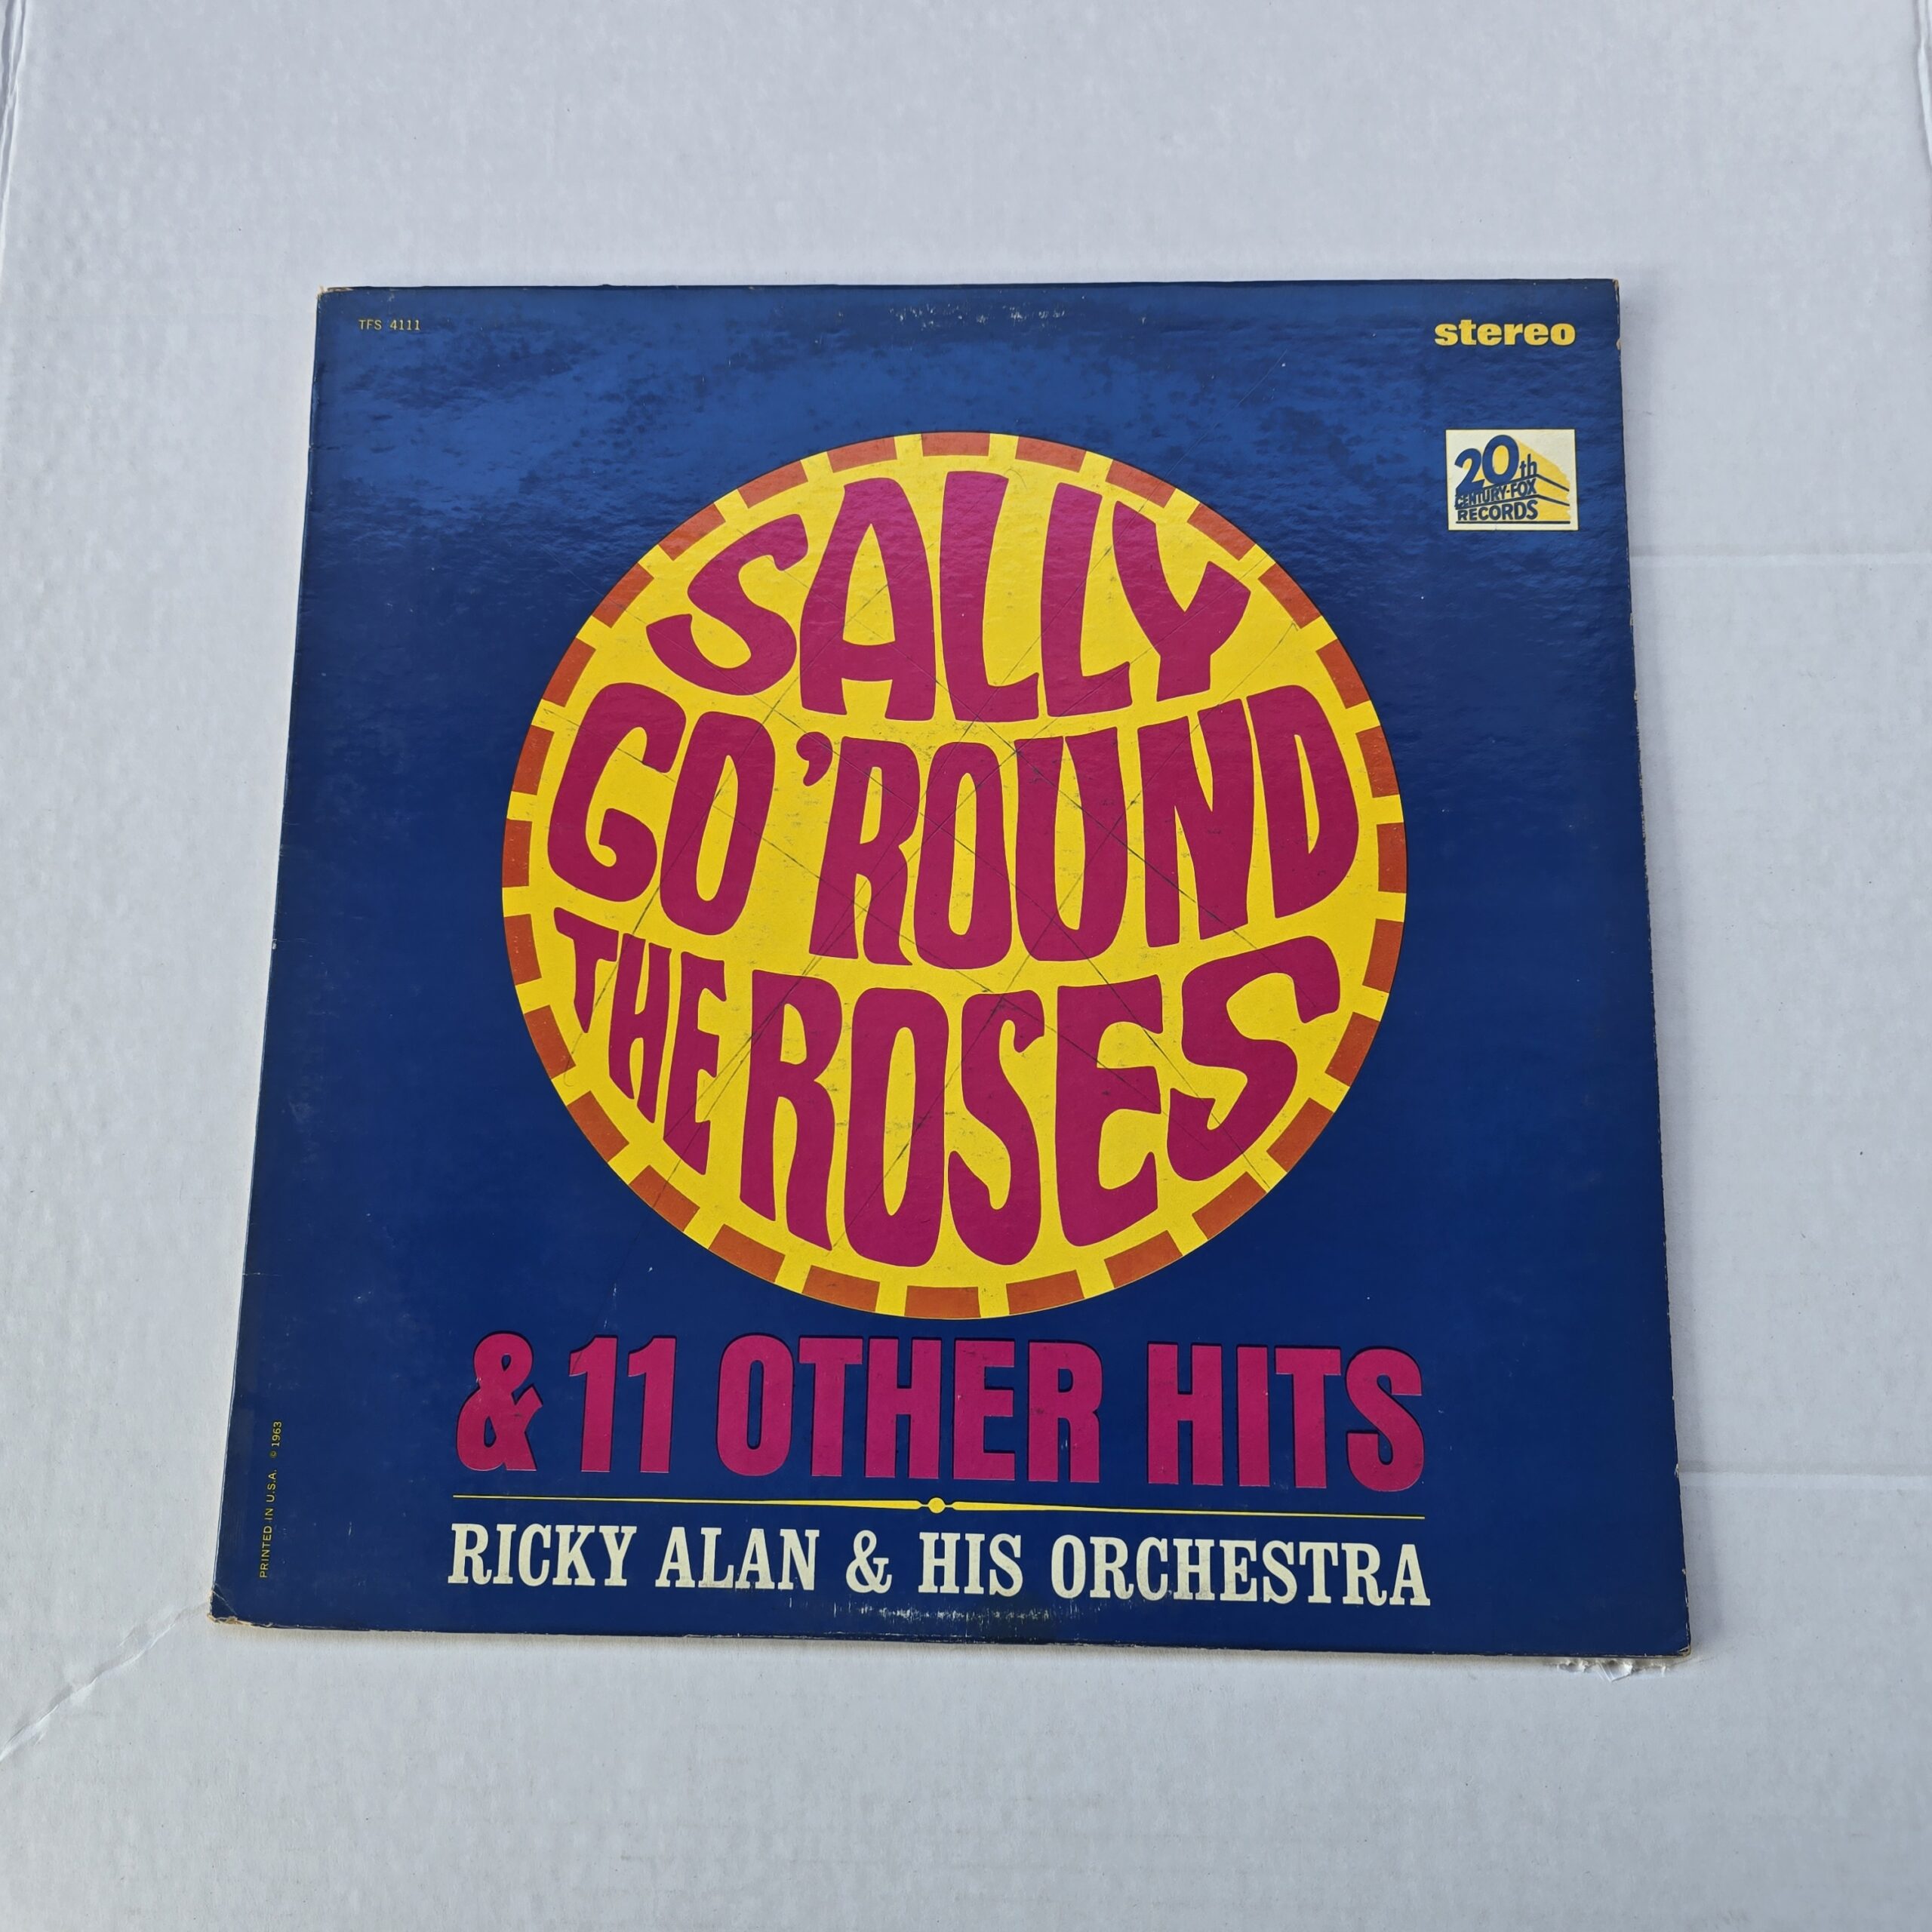 TFS 4111
stereo
20th
CENTURY-FOX
RECORDS
SALLY
GO 'ROUND
THE ROSES
& 11 OTHER HITS
RICKY ALAN & HIS ORCHESTRA
PRINTED IN U.S.A. © 1963